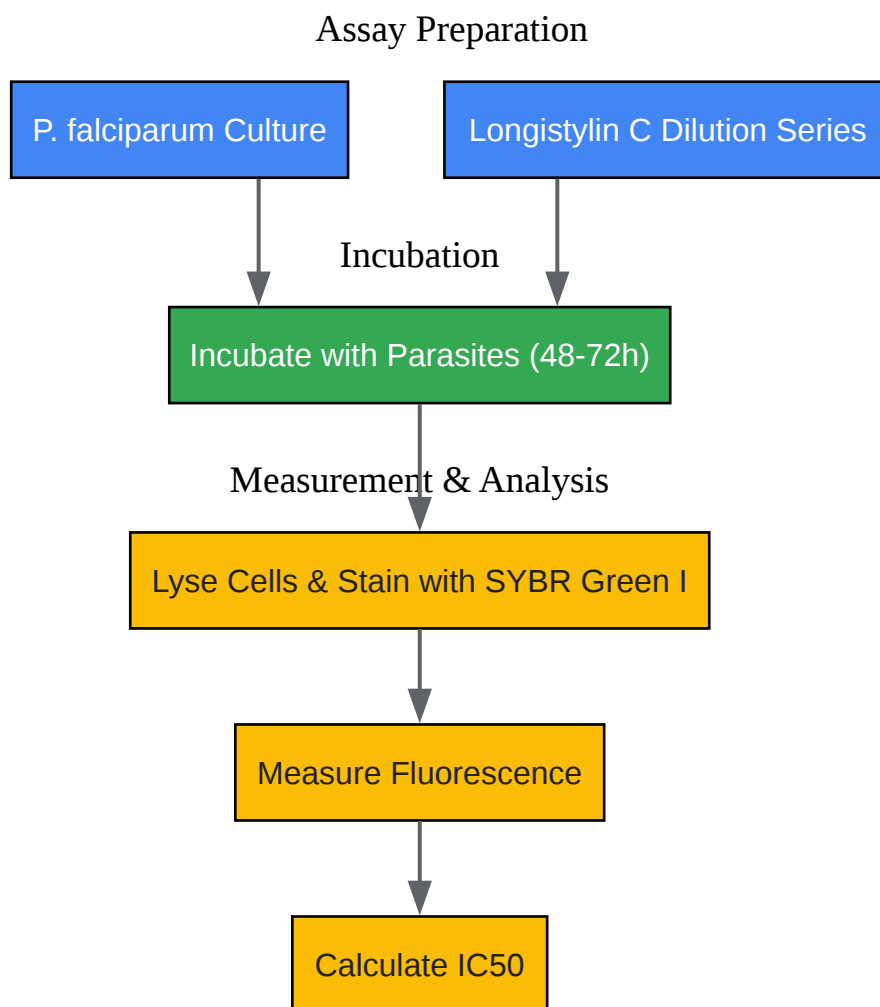 Assay Preparation
P. falciparum Culture
Longistylin C Dilution Series
Incubation
Incubate with Parasites (48-72h)
Measurement & Analysis
Lyse Cells & Stain with SYBR Green I
Measure Fluorescence
Calculate IC50